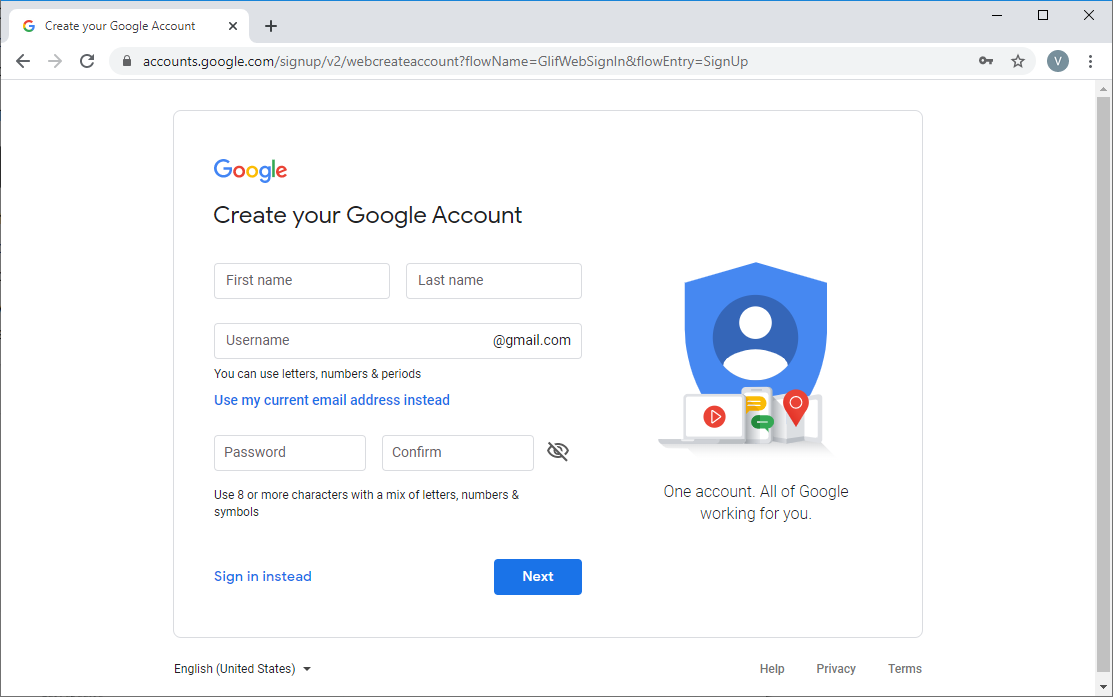 Create your Google Account
accounts.google.com/signup/v2/webcreateaccount?flowName=GlifWebSignIn&flowEntry=SignUp
V
Google
Create your Google Account
First name
Last name
Username
@gmail.com
You can use letters, numbers & periods
Use my current email address instead
Password
Confirm
Use 8 or more characters with a mix of letters, numbers &
symbols
Sign in instead
Next
One account. All of Google
working for you.
English (United States)
Help
Privacy
Terms